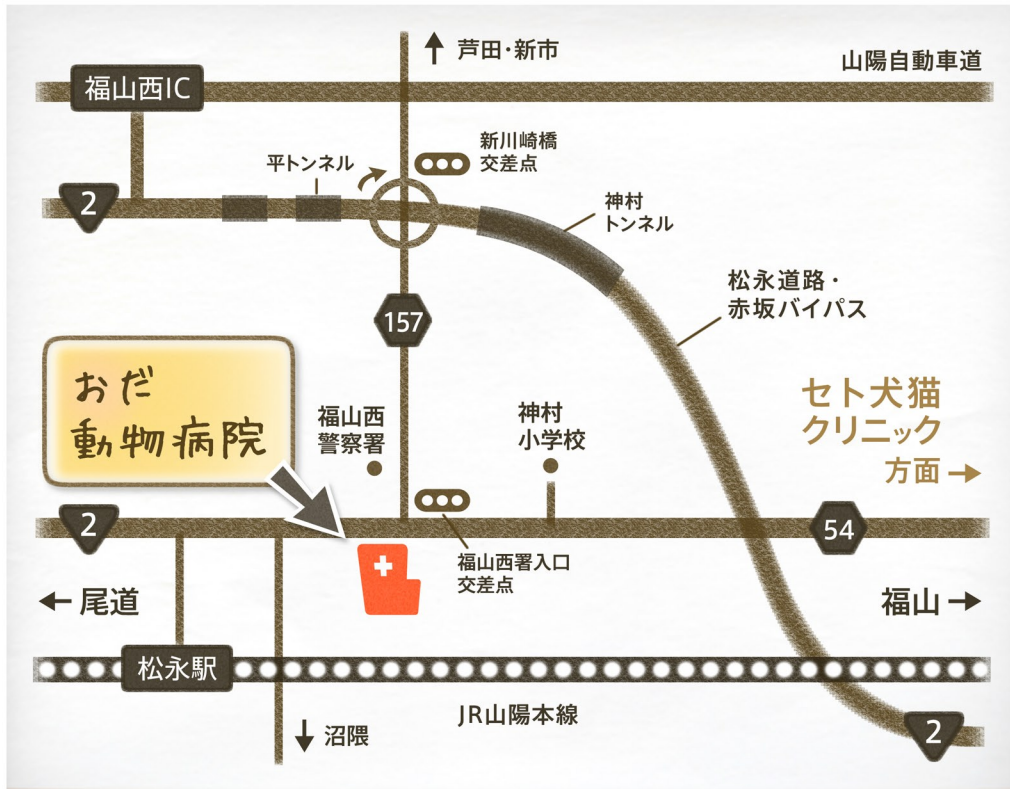 芦田・新市
山陽自動車道
福山西IC
新川崎橋
交差点
平トンネル
2
神村
トンネル
松永道路・
赤坂バイパス
157
おだ
動物病院
福山西
警察署
神村
小学校
セト犬猫
クリニック
方面
2
54
福山西署入口
交差点
尾道
福山
松永駅
JR山陽本線
沼隈
2